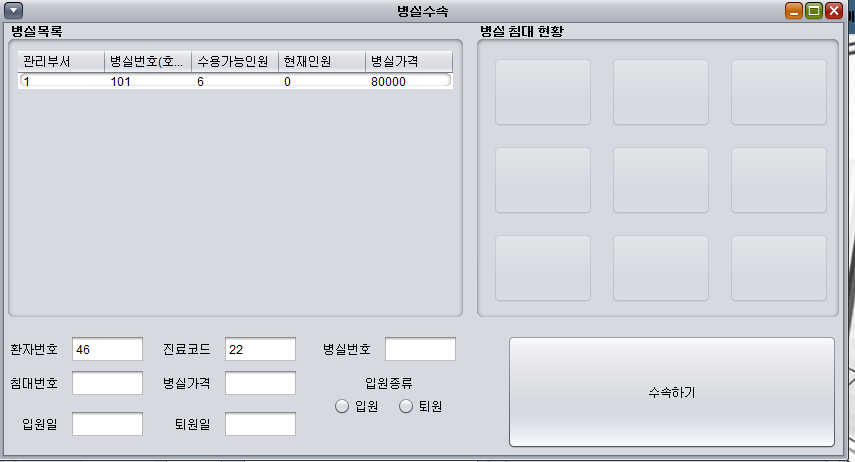 병실수속
병실목록
병실 침대 현황
관리부서 병실번호(호... 수용가능인원 현재인원 병실가격
1 101 6 0 80000
환자번호 46 진료코드 22 병실번호
침대번호 병실가격 입원종류
입원 퇴원
입원일 퇴원일
수속하기